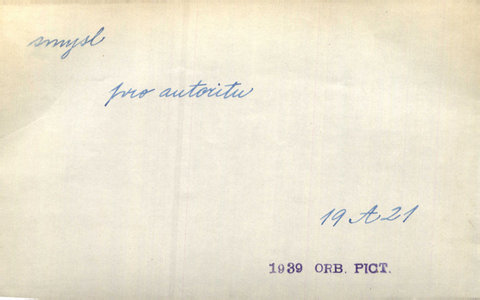 smysl
pro autoritu
19 A 21
1939 ORB. PICT.